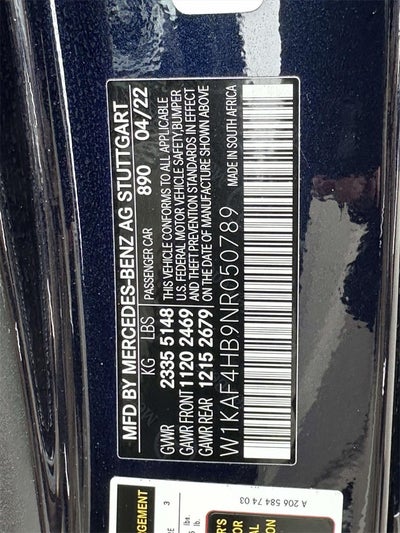 MFD BY MERCEDES-BENZ AG STUTTGART
KG LBS PASSENGER CAR 890 04/22
GVWR 2335 5148
GAWR FRONT 1120 2469
GAWR REAR 1215 2679
THIS VEHICLE CONFORMS TO ALL APPLICABLE
U.S. FEDERAL MOTOR VEHICLE SAFETY,BUMPER
AND THEFT PREVENTION STANDARDS IN EFFECT
ON THE DATE OF MANUFACTURE SHOWN ABOVE
W1KAF4HB9NR050789
MADE IN SOUTH AFRICA
A 206 584 74 03
3
lb.